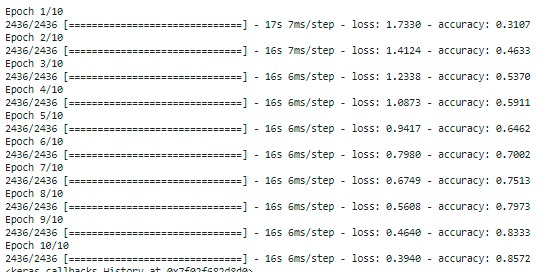 Epoch 1/10
2436/2436 [==============================] - 17s 7ms/step - loss: 1.7330 - accuracy: 0.3107
Epoch 2/10
2436/2436 [==============================] - 16s 7ms/step - loss: 1.4124 - accuracy: 0.4633
Epoch 3/10
2436/2436 [==============================] - 16s 6ms/step - loss: 1.2338 - accuracy: 0.5370
Epoch 4/10
2436/2436 [==============================] - 16s 6ms/step - loss: 1.0873 - accuracy: 0.5911
Epoch 5/10
2436/2436 [==============================] - 16s 6ms/step - loss: 0.9417 - accuracy: 0.6462
Epoch 6/10
2436/2436 [==============================] - 16s 6ms/step - loss: 0.7980 - accuracy: 0.7002
Epoch 7/10
2436/2436 [==============================] - 16s 6ms/step - loss: 0.6749 - accuracy: 0.7513
Epoch 8/10
2436/2436 [==============================] - 16s 6ms/step - loss: 0.5608 - accuracy: 0.7973
Epoch 9/10
2436/2436 [==============================] - 16s 6ms/step - loss: 0.4640 - accuracy: 0.8333
Epoch 10/10
2436/2436 [==============================] - 16s 6ms/step - loss: 0.3940 - accuracy: 0.8572
<keras.callbacks.History at